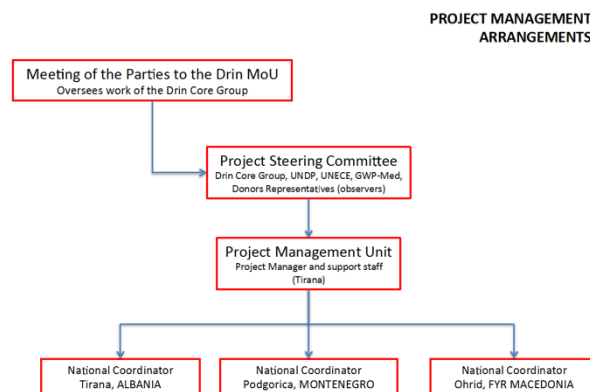 PROJECT MANAGEMENT
ARRANGEMENTS
Meeting of the Parties to the Drin MoU
Oversees work of the Drin Core Group
Project Steering Committee
Drin Core Group, UNDP, UNECE, GWP-Med,
Donors Representatives (observers)
Project Management Unit
Project Manager and support staff
(Tirana)
National Coordinator
Tirana, ALBANIA
National Coordinator
Podgorica, MONTENEGRO
National Coordinator
Ohrid, FYR MACEDONIA